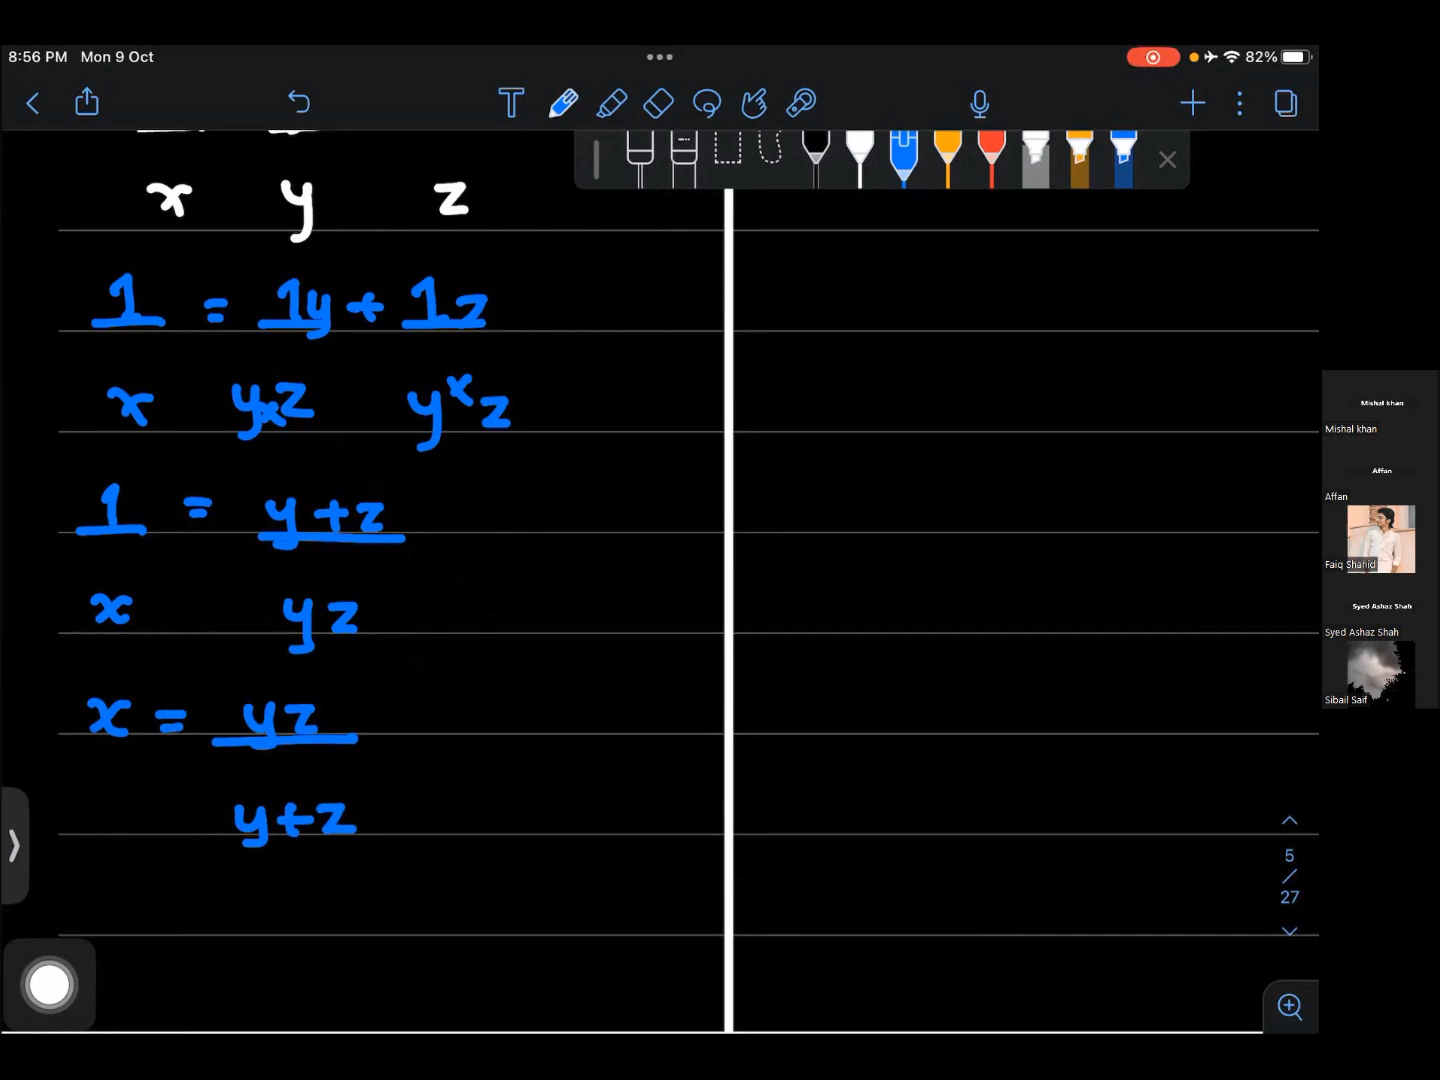 8:56 PM Mon 9 Oct
82%
T
x y z
1 = 1y + 1z
x y×z y×z
1 = y+z
x yz
x = yz
y+z
5
/
27
Mishal khan
Mishal khan
Affan
Affan
Faiq Shahid
Syed Ashaz Shah
Syed Ashaz Shah
Sibail Saif